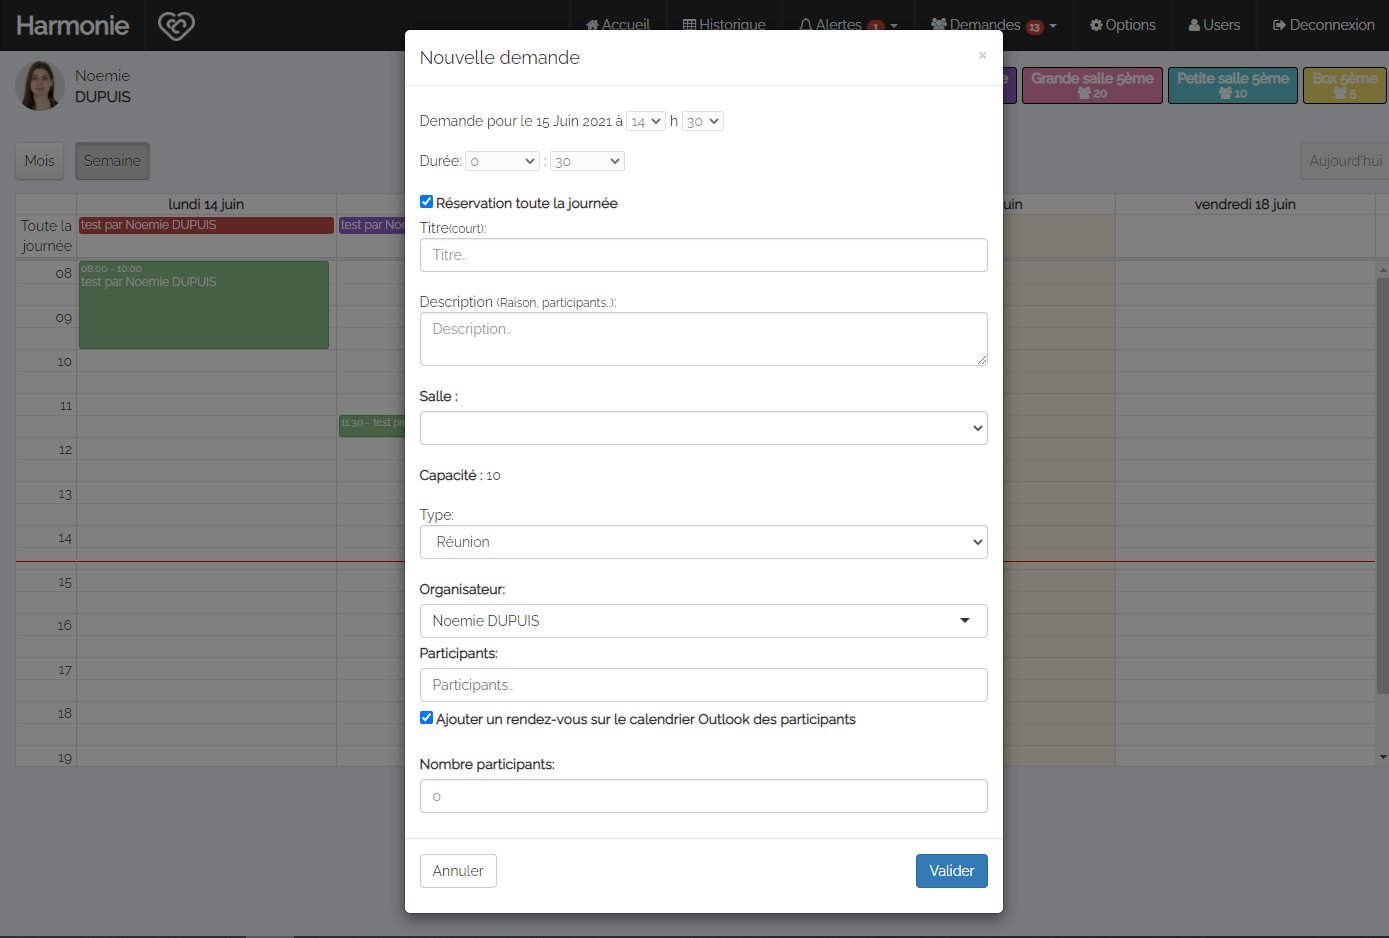 Harmonie
Accueil
Historique
Alertes 1
Demandes 13
Options
Users
Deconnexion
Noemie
DUPUIS
Grande salle 5ème
20
Petite salle 5ème
10
Box 5ème
5
Mois
Semaine
Aujourd'hui
lundi 14 juin
vendredi 18 juin
Toute la
journée
test par Noemie DUPUIS
test par
08
08:00 - 10:00
test par Noemie DUPUIS
09
10
11
11:30 - test
12
13
14
15
16
17
18
19
Nouvelle demande
×
Demande pour le 15 Juin 2021 à 14 h 30
Durée: 0 : 30
Réservation toute la journée
Titre(court):
Titre..
Description (Raison, participants..):
Description..
Salle :
Capacité : 10
Type:
Réunion
Organisateur:
Noemie DUPUIS
Participants:
Participants..
Ajouter un rendez-vous sur le calendrier Outlook des participants
Nombre participants:
0
Annuler
Valider